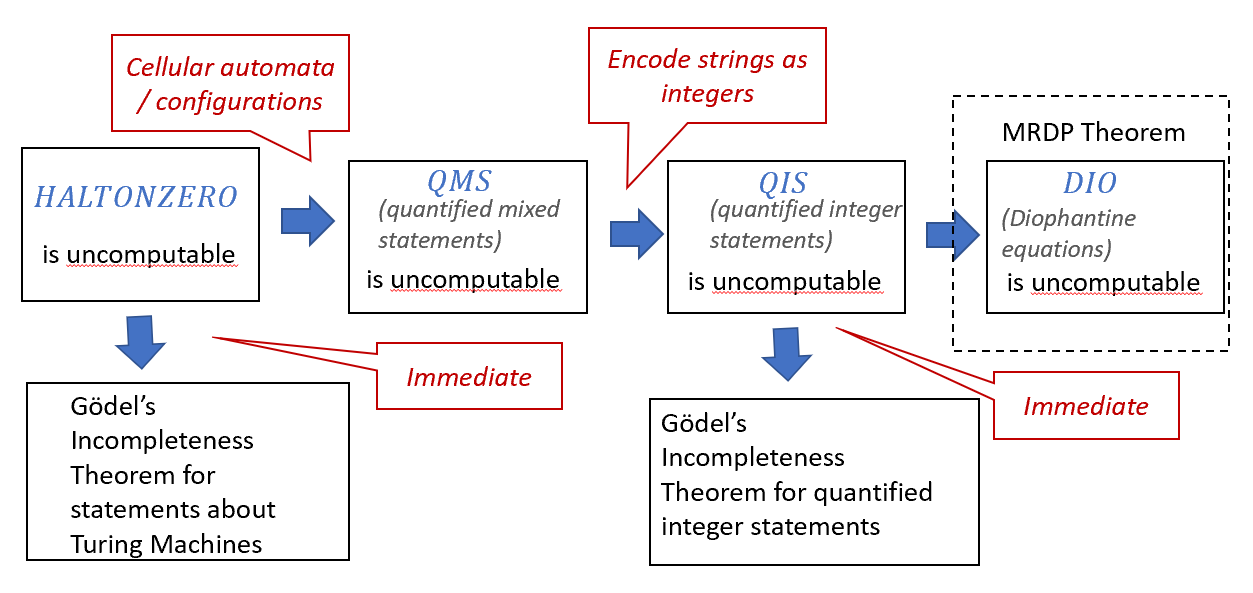 Cellular automata
/ configurations
Encode strings as
integers
MRDP Theorem
HALTONZERO
is uncomputable
QMS
(quantified mixed
statements)
is uncomputable
QIS
(quantified integer
statements)
is uncomputable
DIO
(Diophantine
equations)
is uncomputable
Immediate
Immediate
Gödel’s
Incompleteness
Theorem for
statements about
Turing Machines
Gödel’s
Incompleteness
Theorem for quantified
integer statements